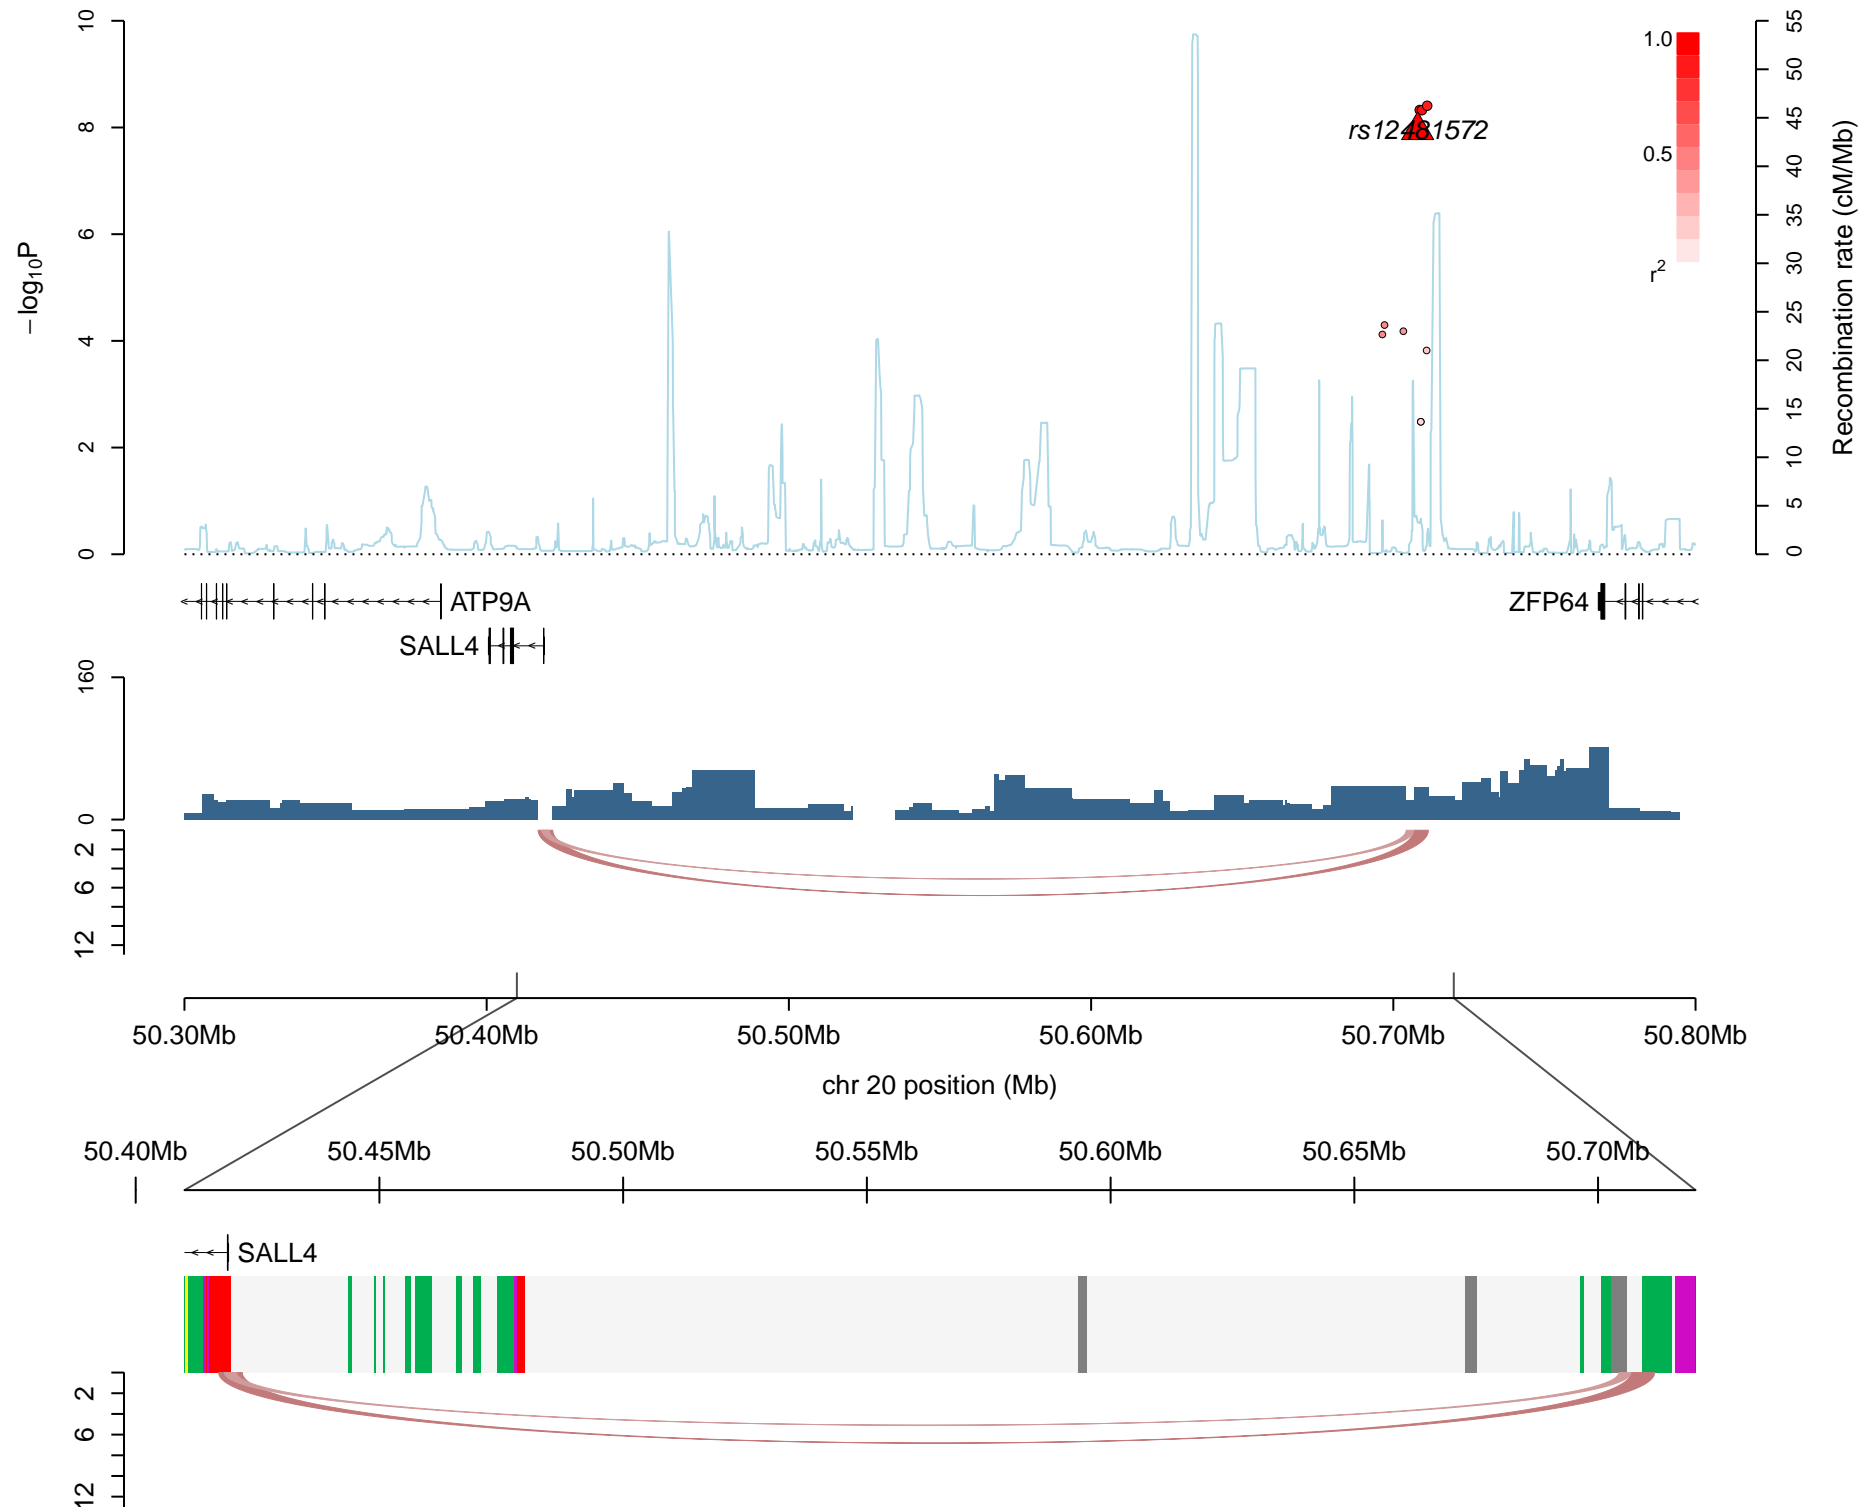 10
8
6
4
2
0
−log10P
rs12481572
1.0
0.5
r2
55
50
45
40
35
30
25
20
15
10
5
0
Recombination rate (cM/Mb)
ATP9A
ZFP64
SALL4
160
0
2
6
12
50.30Mb 50.40Mb 50.50Mb 50.60Mb 50.70Mb 50.80Mb
chr 20 position (Mb)
50.40Mb 50.45Mb 50.50Mb 50.55Mb 50.60Mb 50.65Mb 50.70Mb
SALL4
2
6
12